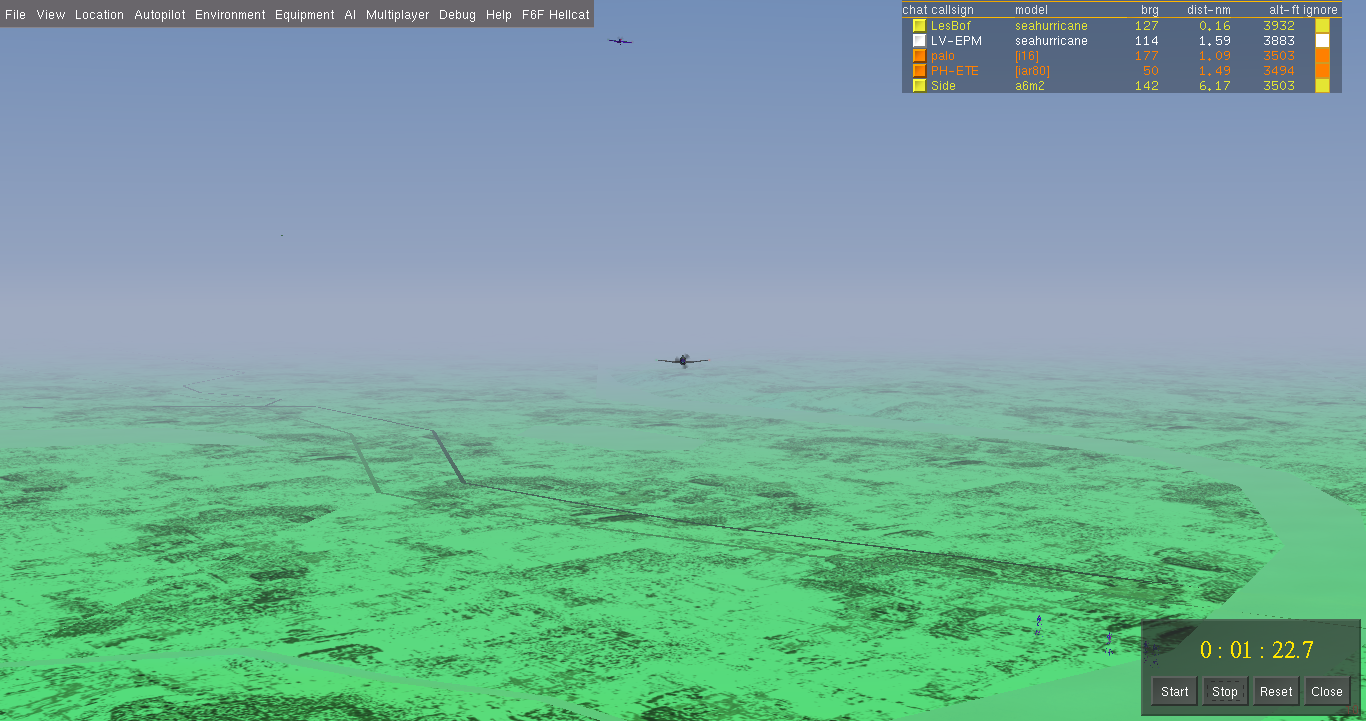 File View Location Autopilot Environment Equipment AI Multiplayer Debug Help F6F Hellcat
chat callsign model brg dist-nm alt-ft ignore
LesBof seahurricane 127 0.16 3932
LV-EPM seahurricane 114 1.59 3883
palo [i16] 177 1.09 3503
PH-ETE [iar80] 50 1.49 3494
Side a6m2 142 6.17 3503
0 : 01 : 22.7
Start Stop Reset Close